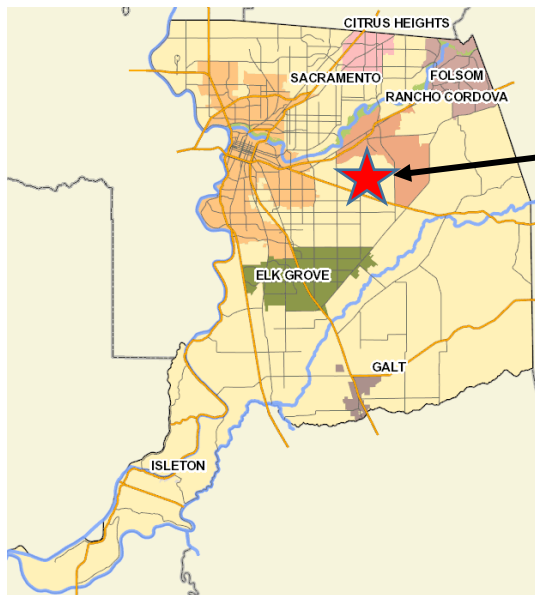 CITRUS HEIGHTS
SACRAMENTO
FOLSOM
RANCHO CORDOVA
ELK GROVE
GALT
ISLETON